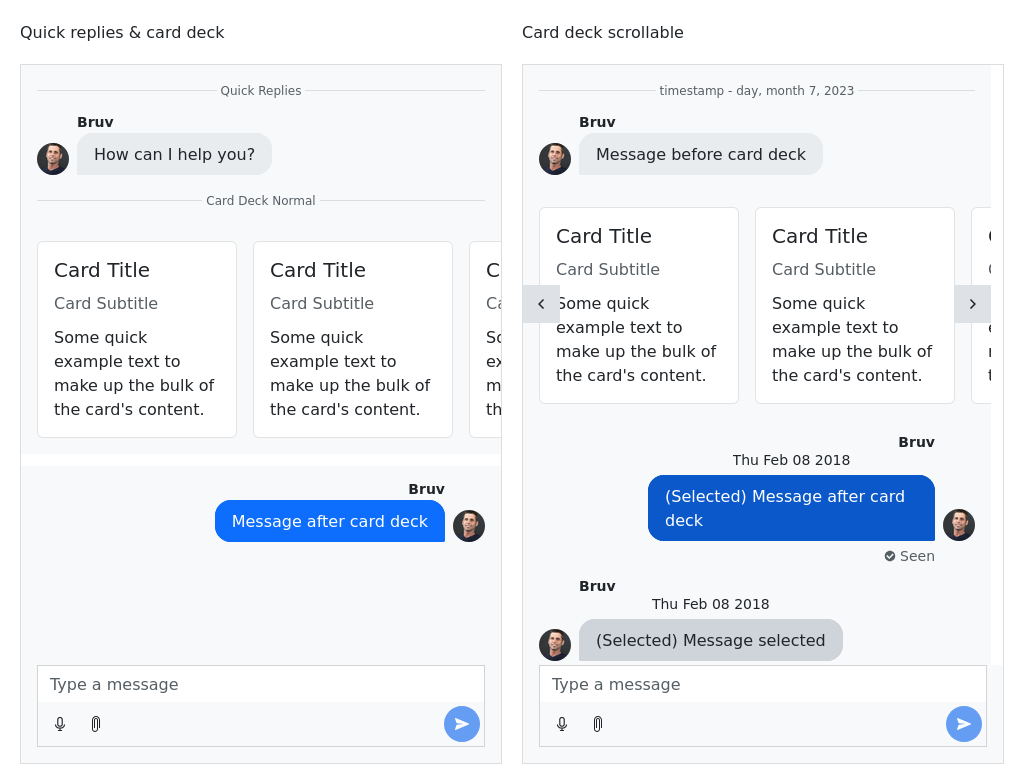 Quick replies & card deck
Quick Replies
Bruv
How can I help you?
Card Deck Normal
Card Title
Card Subtitle
Some quick
example text to
make up the bulk of
the card's content.
Card Title
Card Subtitle
Some quick
example text to
make up the bulk of
the card's content.
Bruv
Message after card deck
Type a message
Card deck scrollable
timestamp - day, month 7, 2023
Bruv
Message before card deck
Card Title
Card Subtitle
Some quick
example text to
make up the bulk of
the card's content.
Card Title
Card Subtitle
Some quick
example text to
make up the bulk of
the card's content.
Bruv
Thu Feb 08 2018
(Selected) Message after card
deck
Seen
Bruv
Thu Feb 08 2018
(Selected) Message selected
Type a message